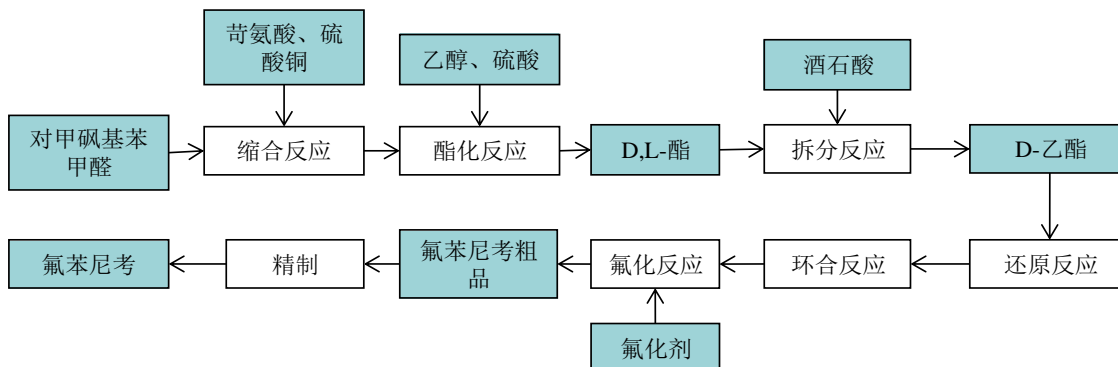 苛氨酸、硫
酸铜
乙醇、硫酸
酒石酸
对甲砜基苯
甲醛
缩合反应
酯化反应
D,L-酯
拆分反应
D-乙酯
氟苯尼考
精制
氟苯尼考粗
品
氟化反应
环合反应
还原反应
氟化剂